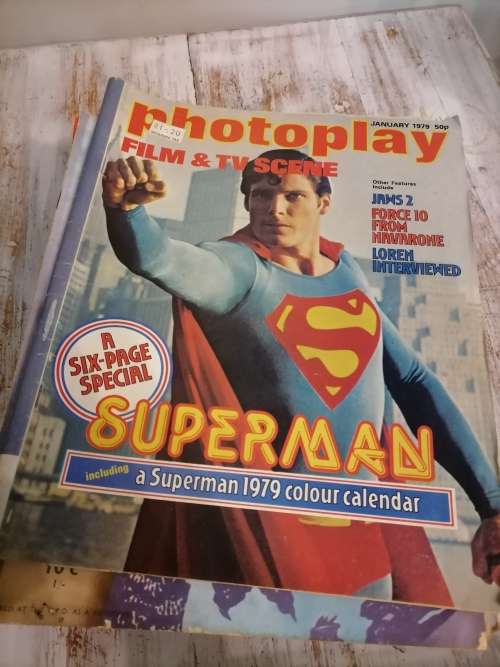 photoplay
JANUARY 1979 50p
FILM & TV SCENE
Other Features
Include
JAWS 2
FORCE 10
FROM
NAVARONE
LOREN
INTERVIEWED
A
SIX-PAGE
SPECIAL
S
SUPERMAN
including a Superman 1979 colour calendar
1/-